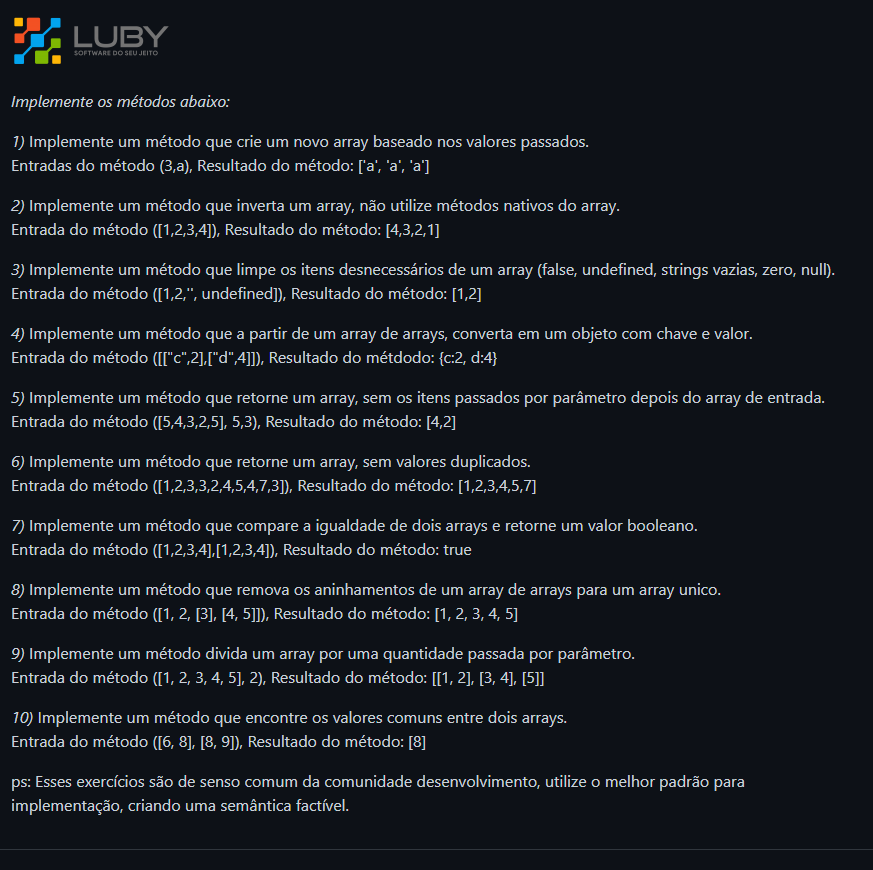 LUBY
SOFTWARE DO SEU JEITO
Implemente os métodos abaixo:
1) Implemente um método que crie um novo array baseado nos valores passados.
Entradas do método (3,a), Resultado do método: ['a', 'a', 'a']
2) Implemente um método que inverta um array, não utilize métodos nativos do array.
Entrada do método ([1,2,3,4]), Resultado do método: [4,3,2,1]
3) Implemente um método que limpe os itens desnecessários de um array (false, undefined, strings vazias, zero, null).
Entrada do método ([1,2,'', undefined]), Resultado do método: [1,2]
4) Implemente um método que a partir de um array de arrays, converta em um objeto com chave e valor.
Entrada do método ([["c",2],["d",4]]), Resultado do métdodo: {c:2, d:4}
5) Implemente um método que retorne um array, sem os itens passados por parâmetro depois do array de entrada.
Entrada do método ([5,4,3,2,5], 5,3), Resultado do método: [4,2]
6) Implemente um método que retorne um array, sem valores duplicados.
Entrada do método ([1,2,3,3,2,4,5,4,7,3]), Resultado do método: [1,2,3,4,5,7]
7) Implemente um método que compare a igualdade de dois arrays e retorne um valor booleano.
Entrada do método ([1,2,3,4],[1,2,3,4]), Resultado do método: true
8) Implemente um método que remova os aninhamentos de um array de arrays para um array unico.
Entrada do método ([1, 2, [3], [4, 5]]), Resultado do método: [1, 2, 3, 4, 5]
9) Implemente um método divida um array por uma quantidade passada por parâmetro.
Entrada do método ([1, 2, 3, 4, 5], 2), Resultado do método: [[1, 2], [3, 4], [5]]
10) Implemente um método que encontre os valores comuns entre dois arrays.
Entrada do método ([6, 8], [8, 9]), Resultado do método: [8]
ps: Esses exercícios são de senso comum da comunidade desenvolvimento, utilize o melhor padrão para
implementação, criando uma semântica factível.